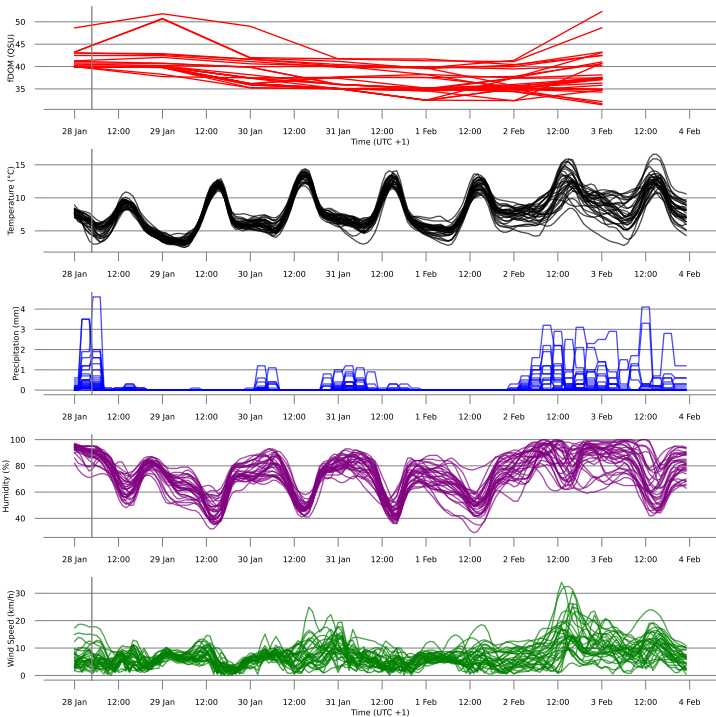 fDOM (QSU)
50
45
40
35
28 Jan 12:00 29 Jan 12:00 30 Jan 12:00 31 Jan 12:00 1 Feb 12:00 2 Feb 12:00 3 Feb 12:00 4 Feb
Time (UTC +1)
Temperature (°C)
15
10
5
28 Jan 12:00 29 Jan 12:00 30 Jan 12:00 31 Jan 12:00 1 Feb 12:00 2 Feb 12:00 3 Feb 12:00 4 Feb
Precipitation (mm)
4
3
2
1
0
28 Jan 12:00 29 Jan 12:00 30 Jan 12:00 31 Jan 12:00 1 Feb 12:00 2 Feb 12:00 3 Feb 12:00 4 Feb
Humidity (%)
100
80
60
40
28 Jan 12:00 29 Jan 12:00 30 Jan 12:00 31 Jan 12:00 1 Feb 12:00 2 Feb 12:00 3 Feb 12:00 4 Feb
Wind Speed (km/h)
30
20
10
0
28 Jan 12:00 29 Jan 12:00 30 Jan 12:00 31 Jan 12:00 1 Feb 12:00 2 Feb 12:00 3 Feb 12:00 4 Feb
Time (UTC +1)